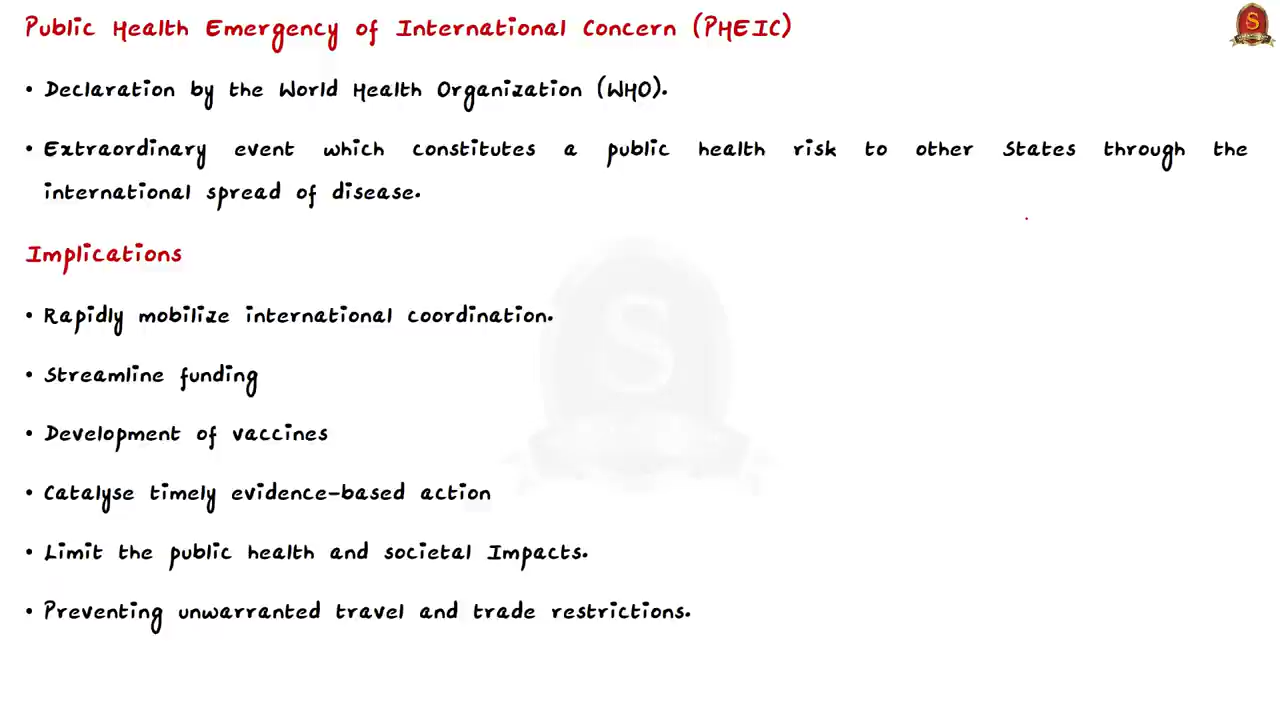 Public Health Emergency of International Concern (PHEIC)
• Declaration by the World Health Organization (WHO).
• Extraordinary event which constitutes a public health risk to other States through the
international spread of disease.
Implications
• Rapidly mobilize international coordination.
• Streamline funding
• Development of vaccines
• Catalyse timely evidence-based action
• Limit the public health and societal Impacts.
• Preventing unwarranted travel and trade restrictions.
S
S